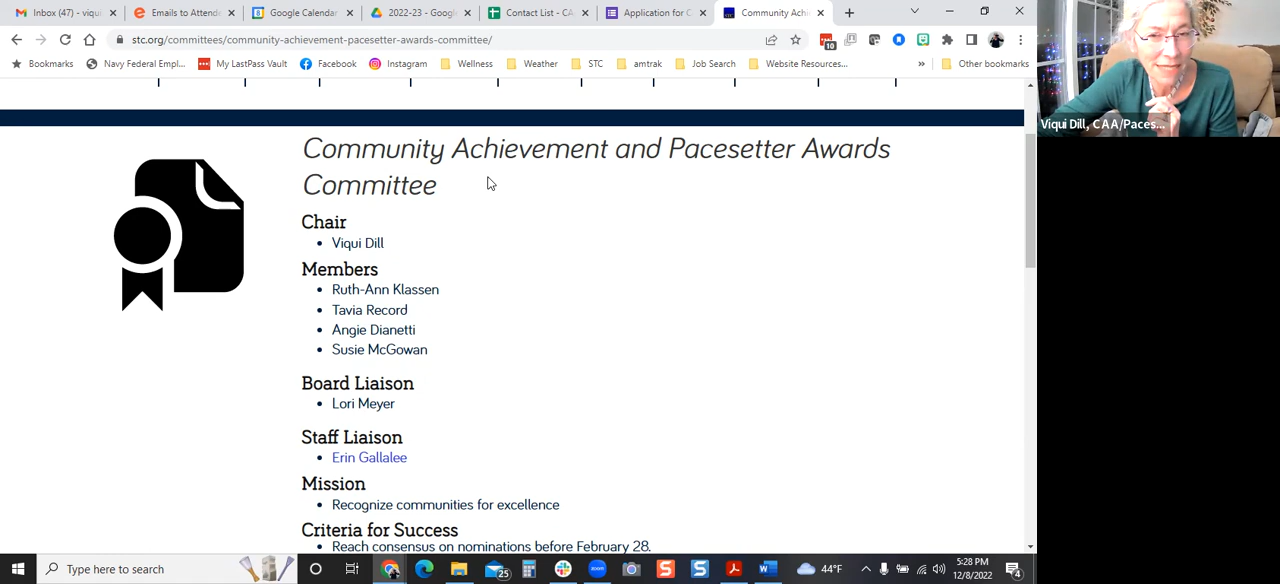 Inbox (47) - viqui
Emails to Attende
Google Calendar
2022-23 - Google
Contact List - CA
Application for C
Community Achi
stc.org/committees/community-achievement-pacesetter-awards-committee/
10
Bookmarks
Navy Federal Empl...
My LastPass Vault
Facebook
Instagram
Wellness
Weather
STC
amtrak
Job Search
Website Resources...
»
Other bookmarks
Viqui Dill, CAA/Paces...
Community Achievement and Pacesetter Awards
Committee
Chair
• Viqui Dill
Members
• Ruth-Ann Klassen
• Tavia Record
• Angie Dianetti
• Susie McGowan
Board Liaison
• Lori Meyer
Staff Liaison
• Erin Gallalee
Mission
• Recognize communities for excellence
Criteria for Success
• Reach consensus on nominations before February 28.
Type here to search
25
zoom
44°F
5:28 PM
12/8/2022
4